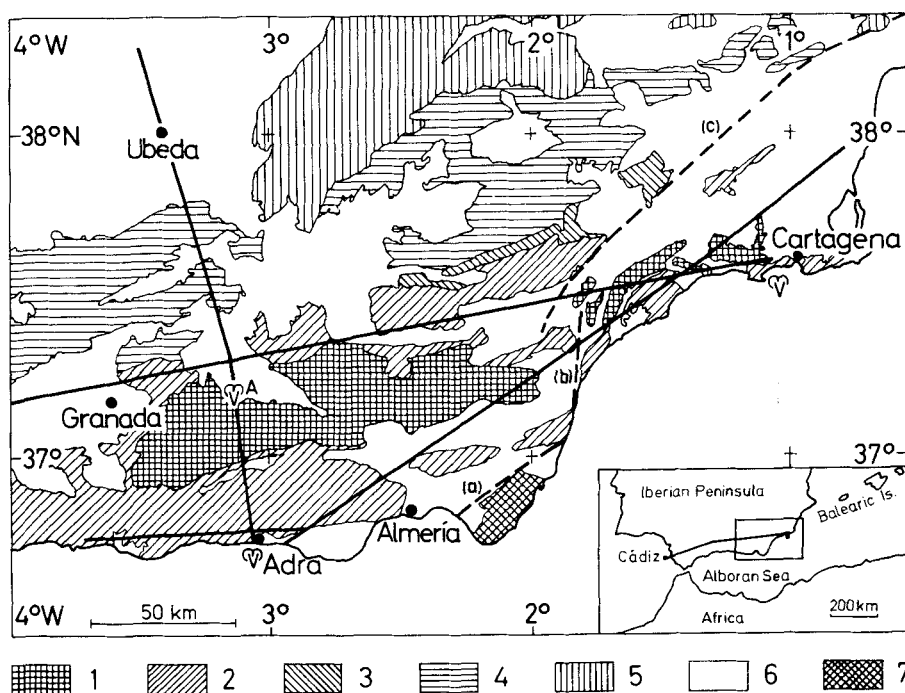 4°W 3° 2° 1°
38°N 38°
Ubeda
(c)
Cartagena
A
(b)
Granada
37° 37°
(a)
Almería
Adra
Iberian Peninsula
Balearic Is.
Cádiz
Alboran Sea
Africa
200km
50 km
4°W 3° 2°
1 2 3 4 5 6 7